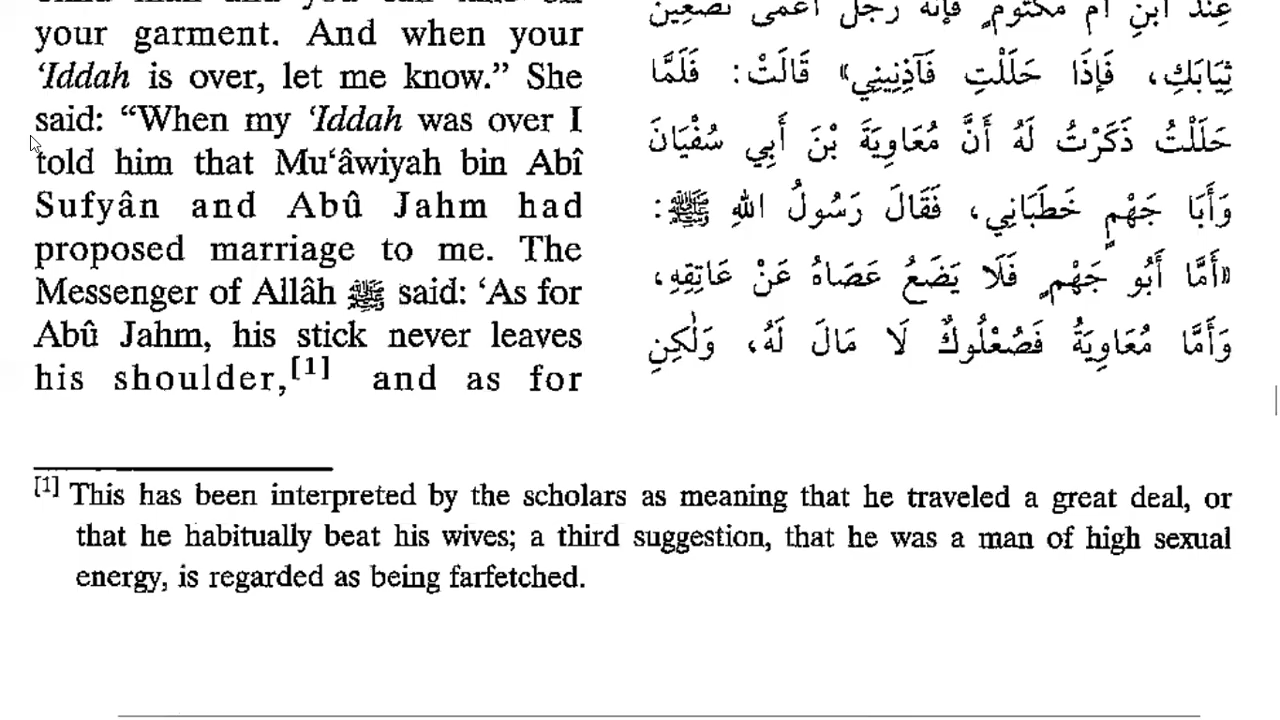 your garment. And when your
‘Iddah is over, let me know.” She
said: “When my ‘Iddah was over I
told him that Mu‘âwiyah bin Abî
Sufyân and Abû Jahm had
proposed marriage to me. The
Messenger of Allâh ﷺ said: ‘As for
Abû Jahm, his stick never leaves
his shoulder,[1] and as for
عِنْدَ ابْنِ أُمِّ مَكْتُومٍ فَإِنَّهُ رَجُلٌ أَعْمَى تَضَعِينَ
ثِيَابَكِ، فَإِذَا حَلَلْتِ فَآذِنِينِي» قَالَتْ: فَلَمَّا
حَلَلْتُ ذَكَرْتُ لَهُ أَنَّ مُعَاوِيَةَ بْنَ أَبِي سُفْيَانَ
وَأَبَا جَهْمٍ خَطَبَانِي، فَقَالَ رَسُولُ اللهِ ﷺ:
«أَمَّا أَبُو جَهْمٍ فَلَا يَضَعُ عَصَاهُ عَنْ عَاتِقِهِ،
وَأَمَّا مُعَاوِيَةُ فَصُعْلُوكٌ لَا مَالَ لَهُ، وَلٰكِنِ
[1] This has been interpreted by the scholars as meaning that he traveled a great deal, or
that he habitually beat his wives; a third suggestion, that he was a man of high sexual
energy, is regarded as being farfetched.